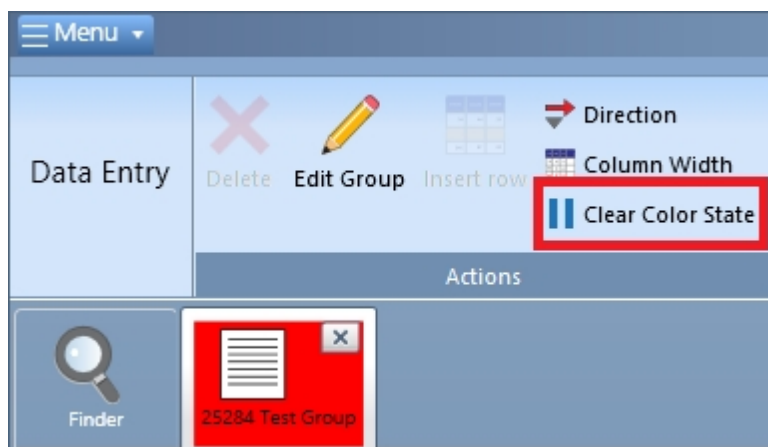 Menu
Data Entry
Delete
Edit Group
Insert row
Direction
Column Width
Clear Color State
Actions
Finder
25284 Test Group